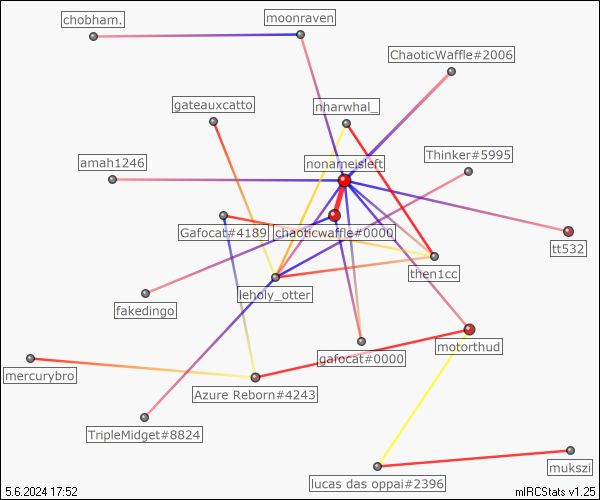 chobham.
moonraven
ChaoticWaffle#2006
gateauxcatto
nharwhal_
amah1246
nonameisleft
Thinker#5995
Gafocat#4189
chaoticwaffle#0000
tt532
then1cc
leholy_otter
fakedingo
motorthud
gafocat#0000
mercurybro
Azure Reborn#4243
TripleMidget#8824
mukszi
lucas das oppai#2396
5.6.2024 17:52
mIRCStats v1.25